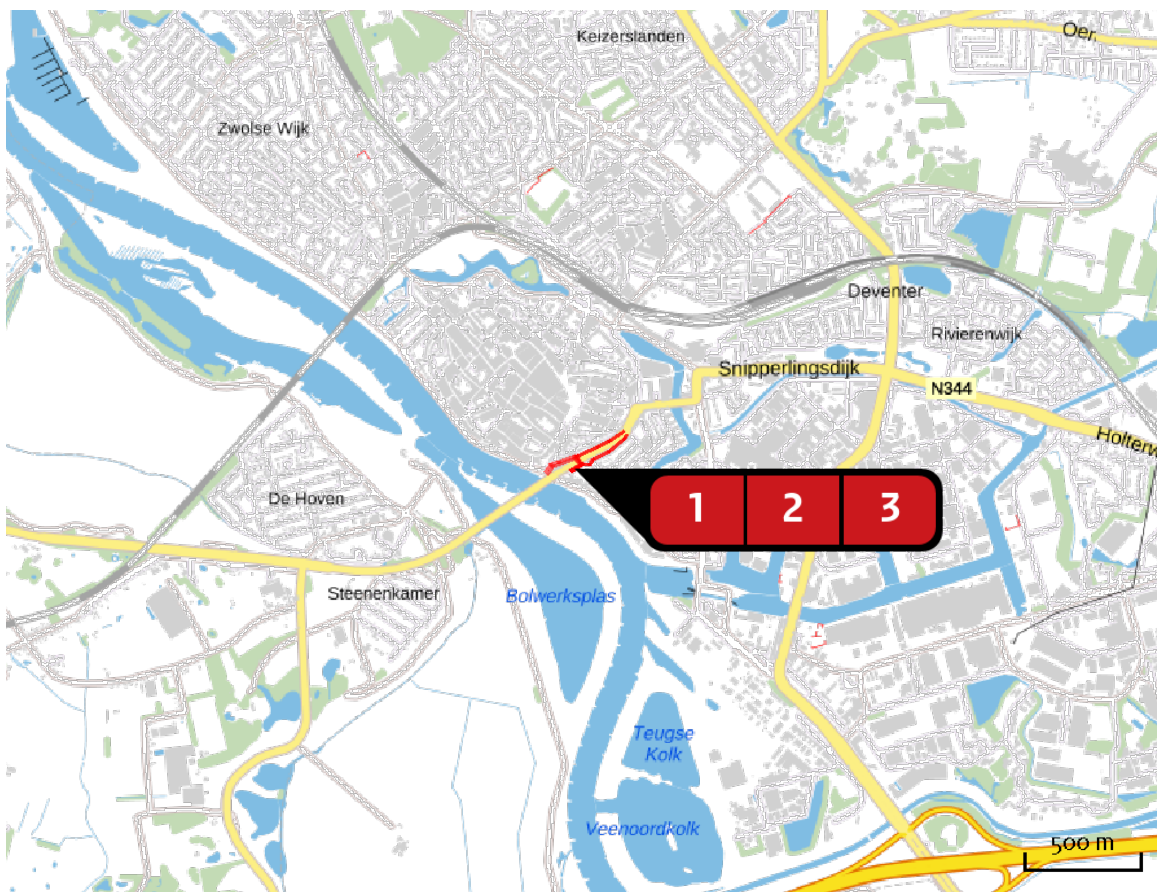 Keizerslanden
Oer.
Zwolse Wijk
Deventer
Rivierenwijk
Snipperlingsdijk
N344
Holterw
De Hoven
1 2 3
Steenenkamer
Bolwerksplas
Teugse
Kolk
Veenoordkolk
500 m